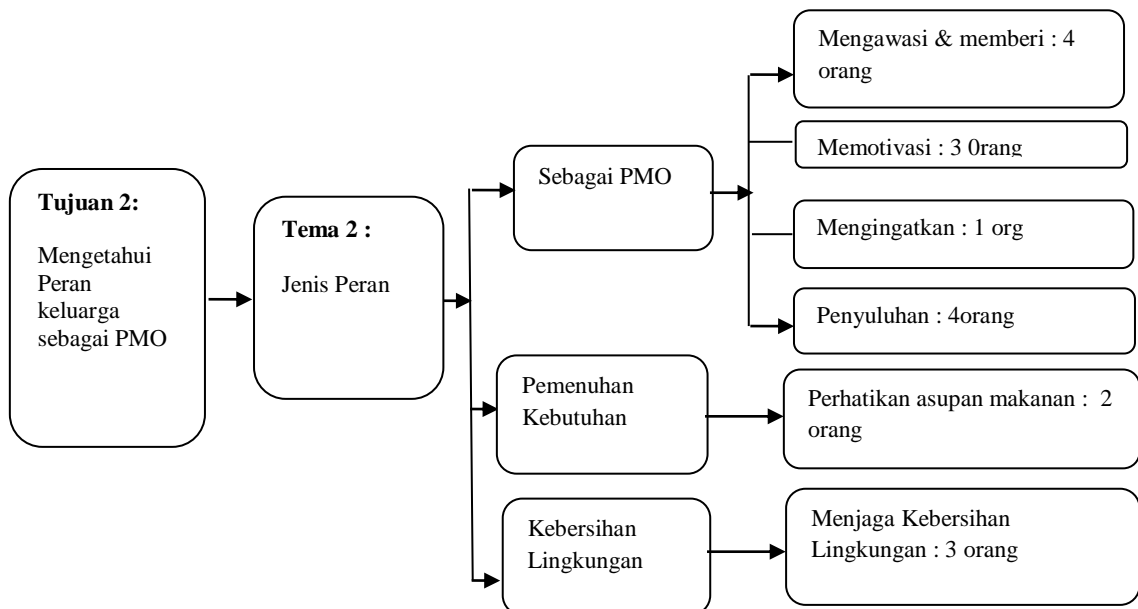 Tujuan 2:
Mengetahui
Peran
keluarga
sebagai PMO
Tema 2 :
Jenis Peran
Sebagai PMO
Mengawasi & memberi : 4
orang
Memotivasi : 3 0rang
Mengingatkan : 1 org
Penyuluhan : 4orang
Pemenuhan
Kebutuhan
Perhatikan asupan makanan : 2
orang
Kebersihan
Lingkungan
Menjaga Kebersihan
Lingkungan : 3 orang